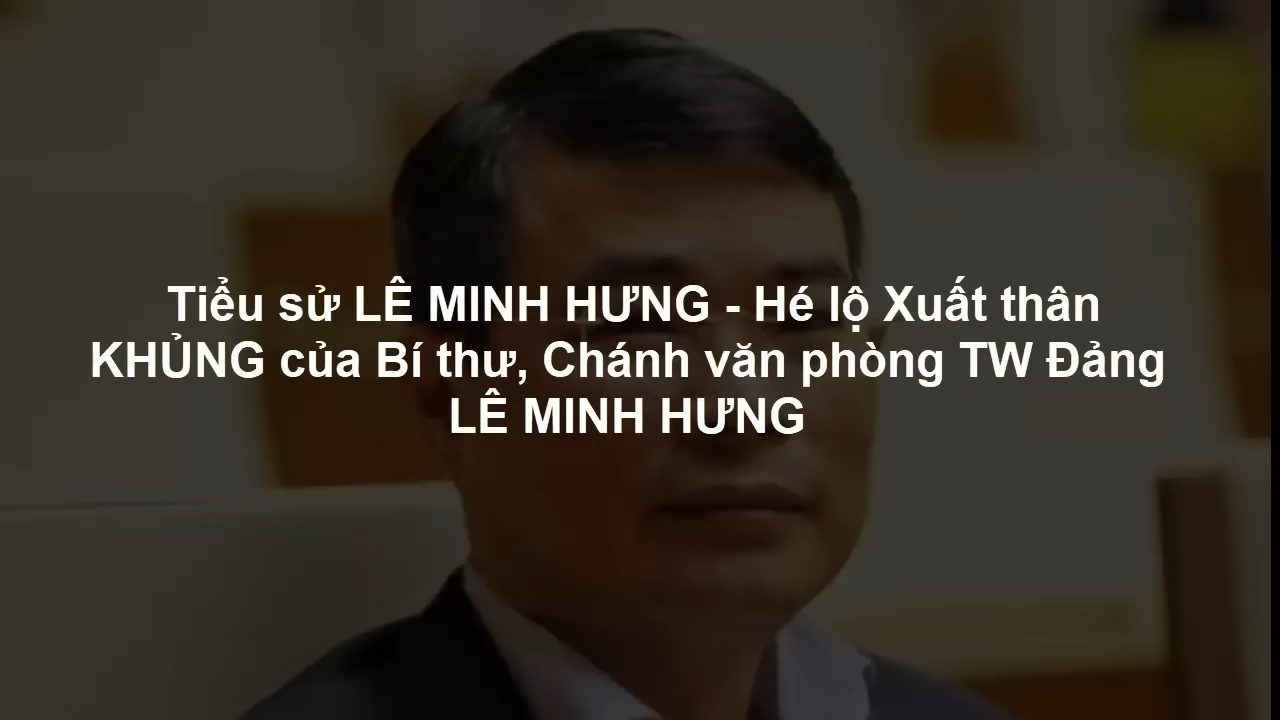 Tiểu sử LÊ MINH HƯNG - Hé lộ Xuất thân
KHỦNG của Bí thư, Chánh văn phòng TW Đảng
LÊ MINH HƯNG